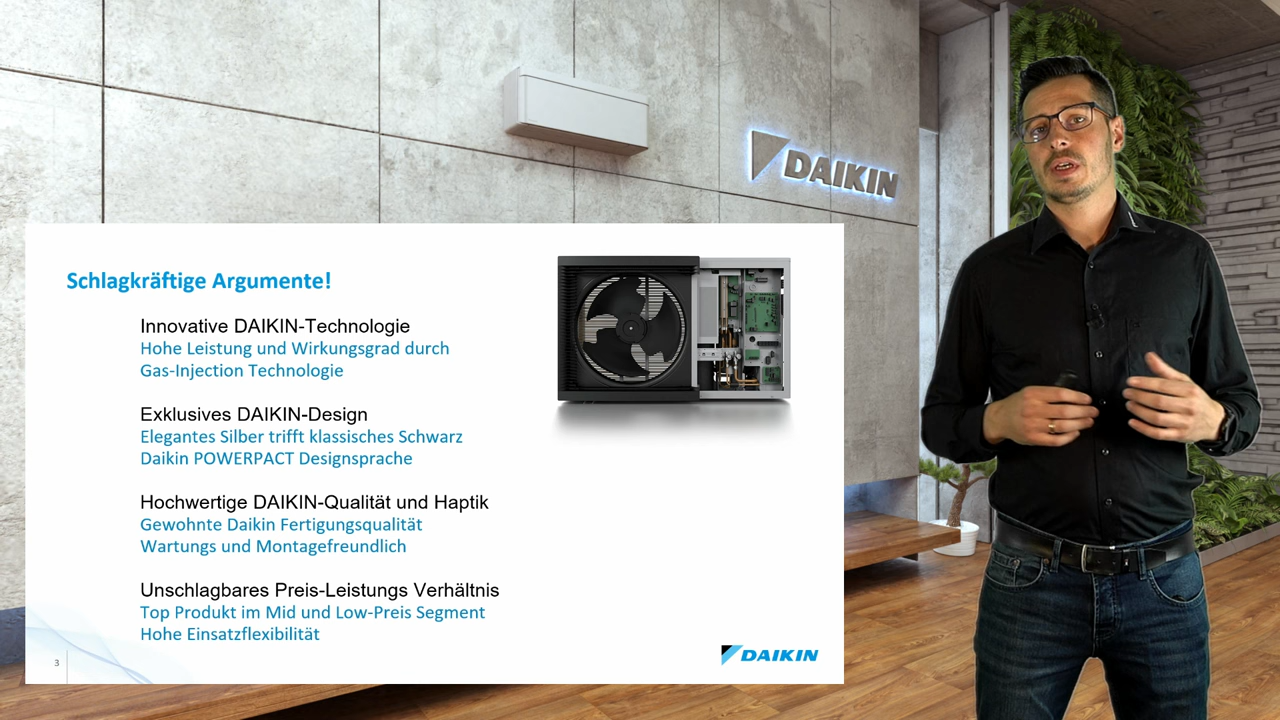 DAIKIN
Schlagkräftige Argumente!
Innovative DAIKIN-Technologie
Hohe Leistung und Wirkungsgrad durch
Gas-Injection Technologie
Exklusives DAIKIN-Design
Elegantes Silber trifft klassisches Schwarz
Daikin POWERPACT Designsprache
Hochwertige DAIKIN-Qualität und Haptik
Gewohnte Daikin Fertigungsqualität
Wartungs und Montagefreundlich
Unschlagbares Preis-Leistungs Verhältnis
Top Produkt im Mid und Low-Preis Segment
Hohe Einsatzflexibilität
3
DAIKIN